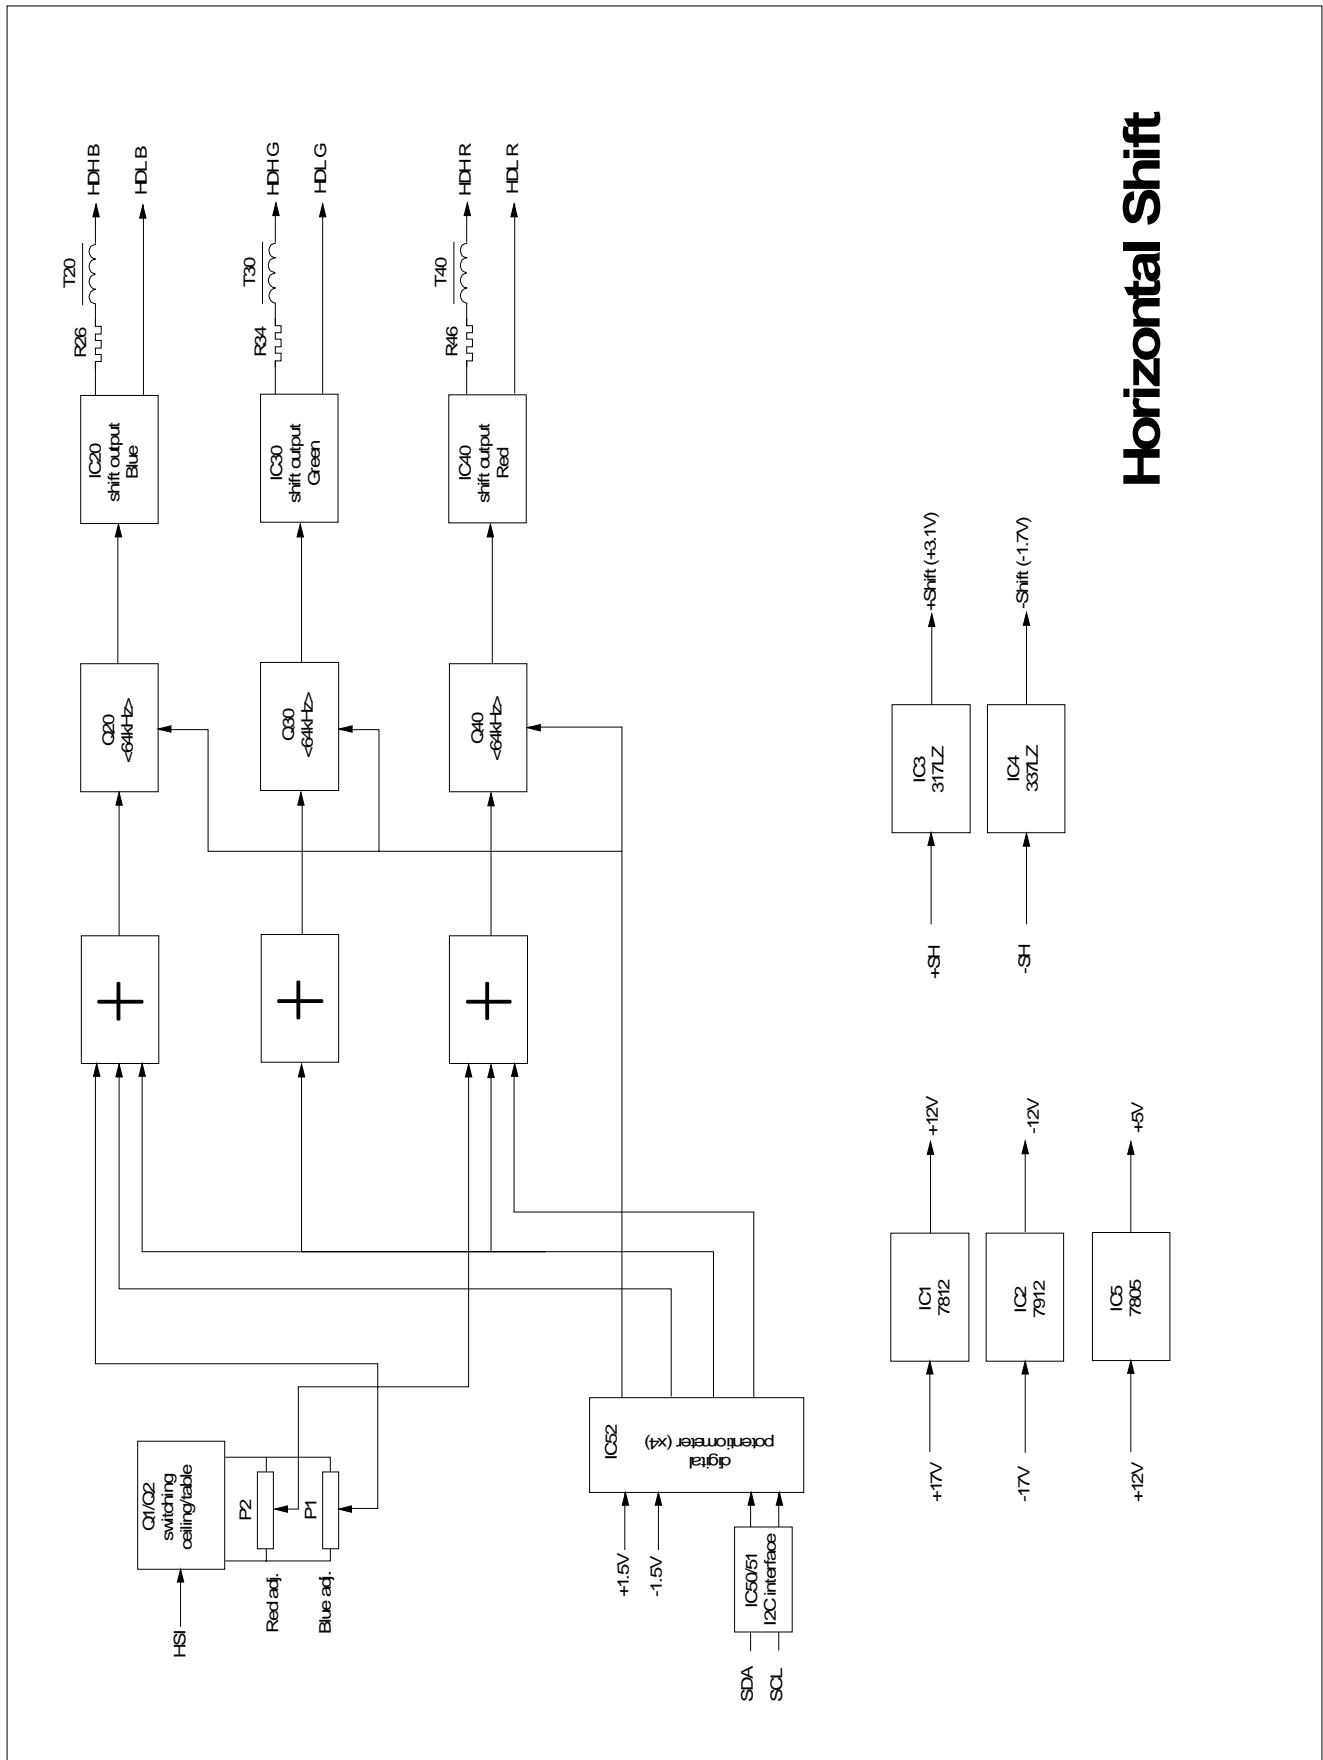 Horizontal Shift
HSI
Q1/Q2
switching
ceiling/table
P2
Red adj.
P1
Blue adj.
+
Q20
<64kHz>
IC20
shift output
Blue
R26
T20
HDH B
HDL B
+
Q30
<64kHz>
IC30
shift output
Green
R34
T30
HDH G
HDL G
+
Q40
<64kHz>
IC40
shift output
Red
R46
T40
HDH R
HDL R
+1.5V
-1.5V
IC52
digital
potentiometer (x4)
SDA
SCL
IC50/51
I2C interface
+17V
IC1
7812
+12V
-17V
IC2
7912
-12V
+12V
IC5
7805
+5V
+SH
IC3
317LZ
+Shift (+3.1V)
-SH
IC4
337LZ
-Shift (-1.7V)